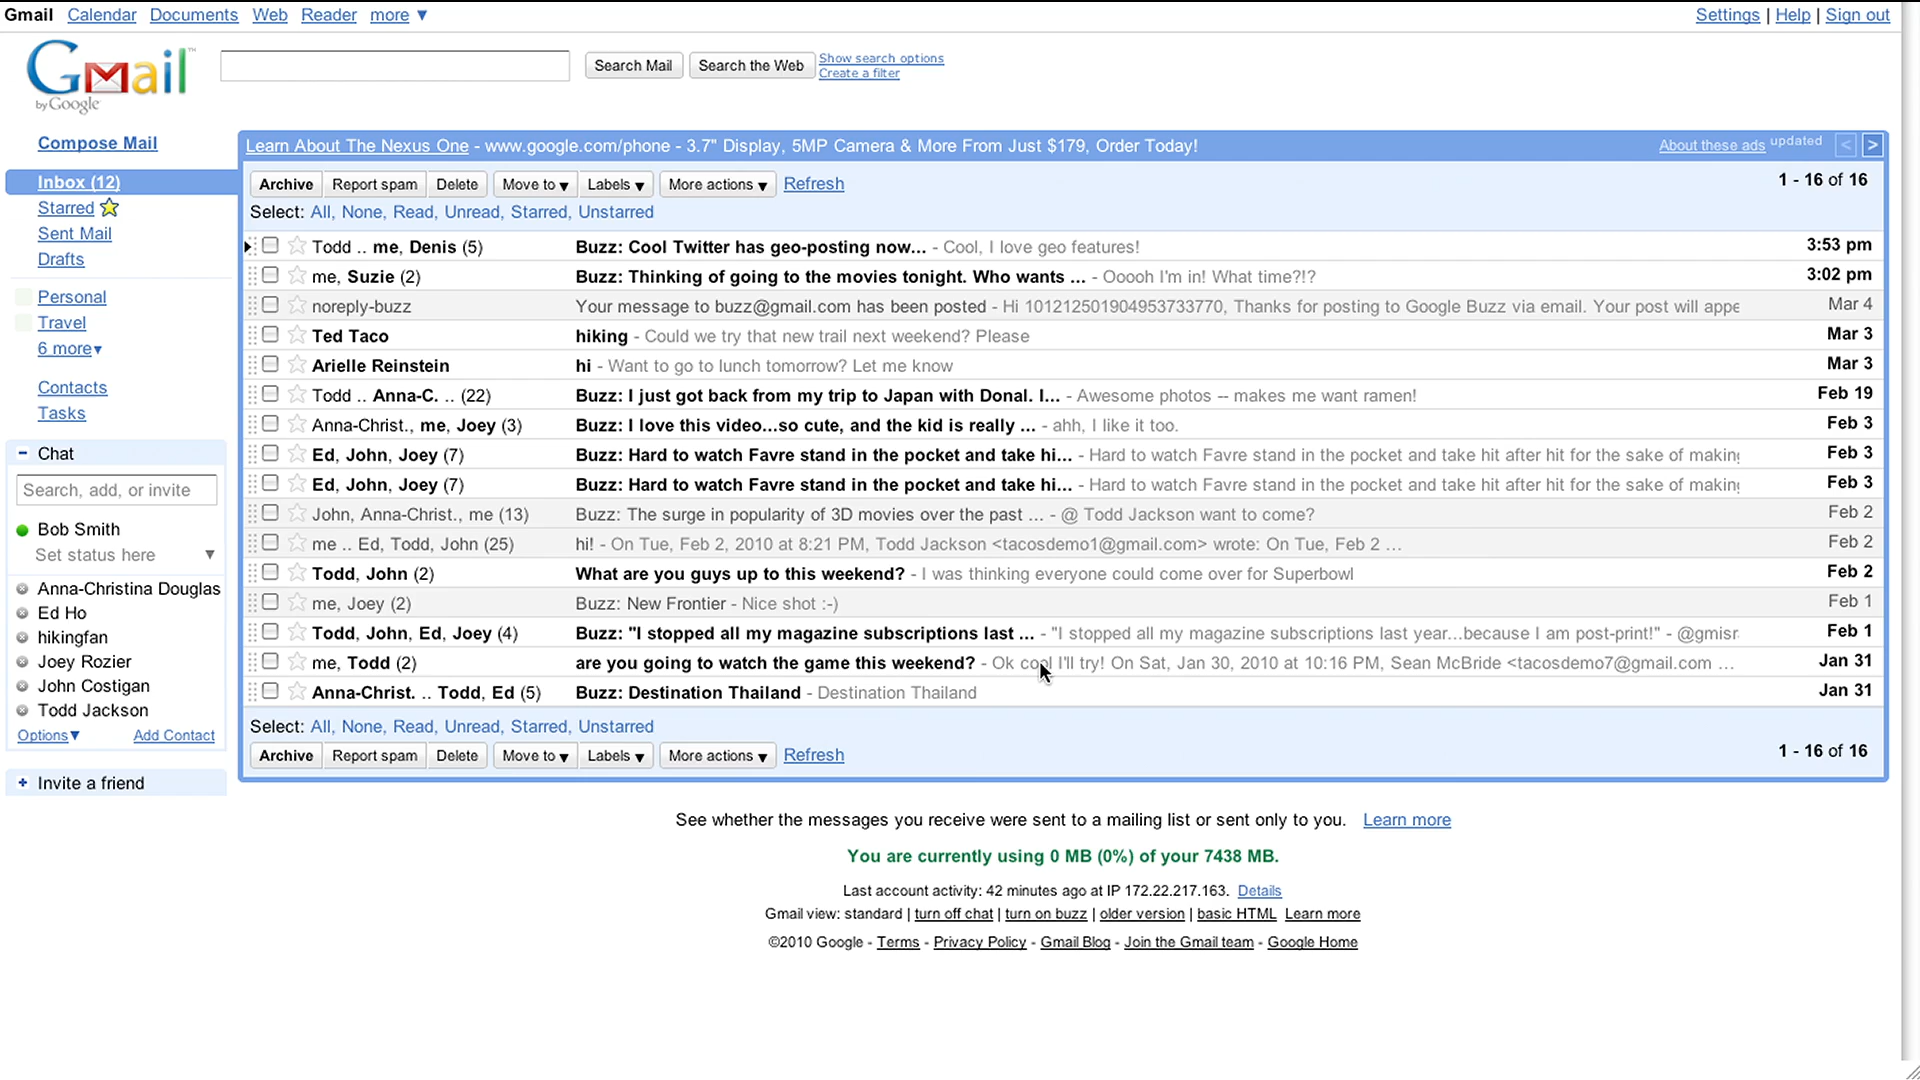 Gmail Calendar Documents Web Reader more ▼ Settings | Help | Sign out
Gmail™ by Google
Search Mail Search the Web Show search options
Create a filter
Compose Mail
Inbox (12)
Starred
Sent Mail
Drafts
Personal
Travel
6 more▼
Contacts
Tasks
− Chat
Search, add, or invite
Bob Smith
Set status here ▼
Anna-Christina Douglas
Ed Ho
hikingfan
Joey Rozier
John Costigan
Todd Jackson
Options▼ Add Contact
+ Invite a friend
Learn About The Nexus One - www.google.com/phone - 3.7" Display, 5MP Camera & More From Just $179, Order Today! About these ads updated < >
Archive Report spam Delete Move to ▼ Labels ▼ More actions ▼ Refresh 1 - 16 of 16
Select: All, None, Read, Unread, Starred, Unstarred
Todd .. me, Denis (5) Buzz: Cool Twitter has geo-posting now... - Cool, I love geo features! 3:53 pm
me, Suzie (2) Buzz: Thinking of going to the movies tonight. Who wants ... - Ooooh I'm in! What time?!? 3:02 pm
noreply-buzz Your message to buzz@gmail.com has been posted - Hi 101212501904953733770, Thanks for posting to Google Buzz via email. Your post will appe Mar 4
Ted Taco hiking - Could we try that new trail next weekend? Please Mar 3
Arielle Reinstein hi - Want to go to lunch tomorrow? Let me know Mar 3
Todd .. Anna-C. .. (22) Buzz: I just got back from my trip to Japan with Donal. I... - Awesome photos -- makes me want ramen! Feb 19
Anna-Christ., me, Joey (3) Buzz: I love this video...so cute, and the kid is really ... - ahh, I like it too. Feb 3
Ed, John, Joey (7) Buzz: Hard to watch Favre stand in the pocket and take hi... - Hard to watch Favre stand in the pocket and take hit after hit for the sake of making Feb 3
Ed, John, Joey (7) Buzz: Hard to watch Favre stand in the pocket and take hi... - Hard to watch Favre stand in the pocket and take hit after hit for the sake of making Feb 3
John, Anna-Christ., me (13) Buzz: The surge in popularity of 3D movies over the past ... - @ Todd Jackson want to come? Feb 2
me .. Ed, Todd, John (25) hi! - On Tue, Feb 2, 2010 at 8:21 PM, Todd Jackson <tacosdemo1@gmail.com> wrote: On Tue, Feb 2 ... Feb 2
Todd, John (2) What are you guys up to this weekend? - I was thinking everyone could come over for Superbowl Feb 2
me, Joey (2) Buzz: New Frontier - Nice shot :-) Feb 1
Todd, John, Ed, Joey (4) Buzz: "I stopped all my magazine subscriptions last ... - "I stopped all my magazine subscriptions last year...because I am post-print!" - @gmisr Feb 1
me, Todd (2) are you going to watch the game this weekend? - Ok cool I'll try! On Sat, Jan 30, 2010 at 10:16 PM, Sean McBride <tacosdemo7@gmail.com ... Jan 31
Anna-Christ. .. Todd, Ed (5) Buzz: Destination Thailand - Destination Thailand Jan 31
Select: All, None, Read, Unread, Starred, Unstarred
Archive Report spam Delete Move to ▼ Labels ▼ More actions ▼ Refresh 1 - 16 of 16
See whether the messages you receive were sent to a mailing list or sent only to you. Learn more
You are currently using 0 MB (0%) of your 7438 MB.
Last account activity: 42 minutes ago at IP 172.22.217.163. Details
Gmail view: standard | turn off chat | turn on buzz | older version | basic HTML Learn more
©2010 Google - Terms - Privacy Policy - Gmail Blog - Join the Gmail team - Google Home